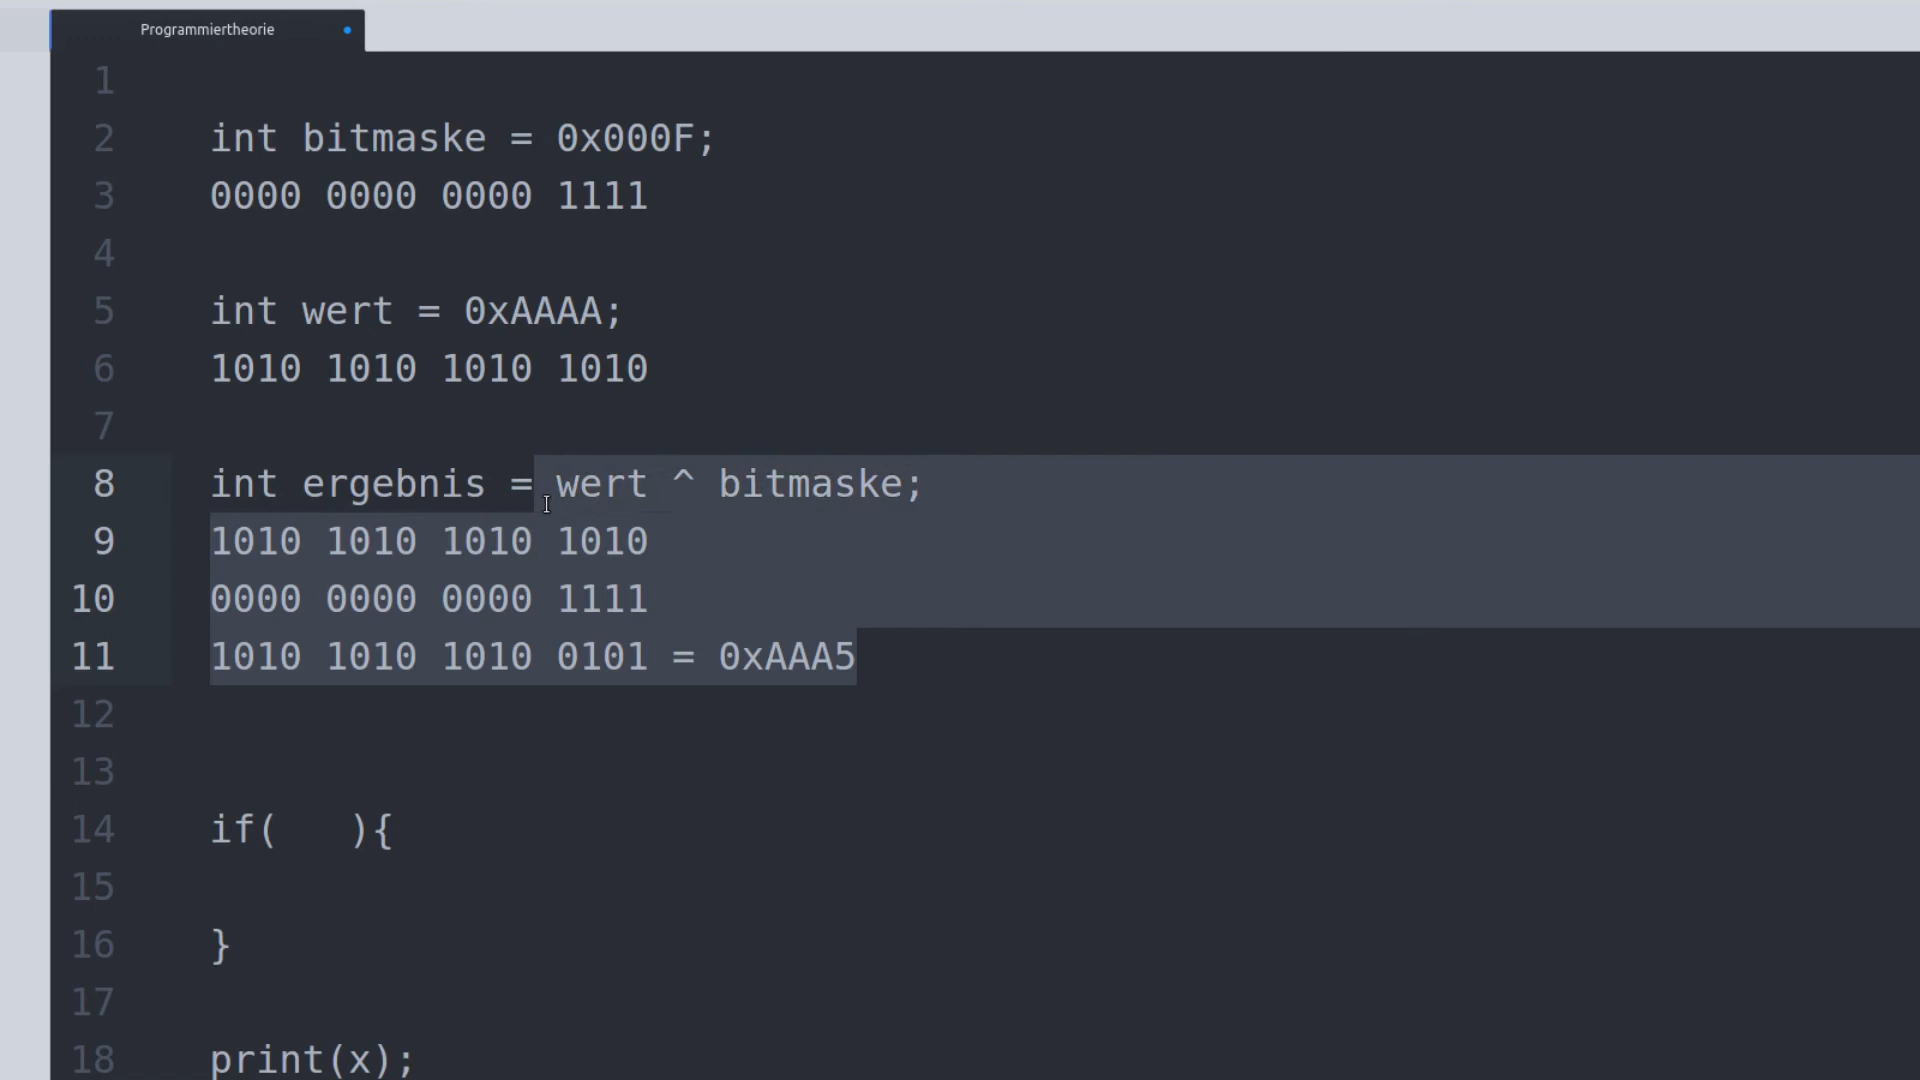 Programmiertheorie
1
2 int bitmaske = 0x000F;
3 0000 0000 0000 1111
4
5 int wert = 0xAAAA;
6 1010 1010 1010 1010
7
8 int ergebnis = wert ^ bitmaske;
9 1010 1010 1010 1010
10 0000 0000 0000 1111
11 1010 1010 1010 0101 = 0xAAA5
12
13
14 if(   ){
15
16 }
17
18 print(x);